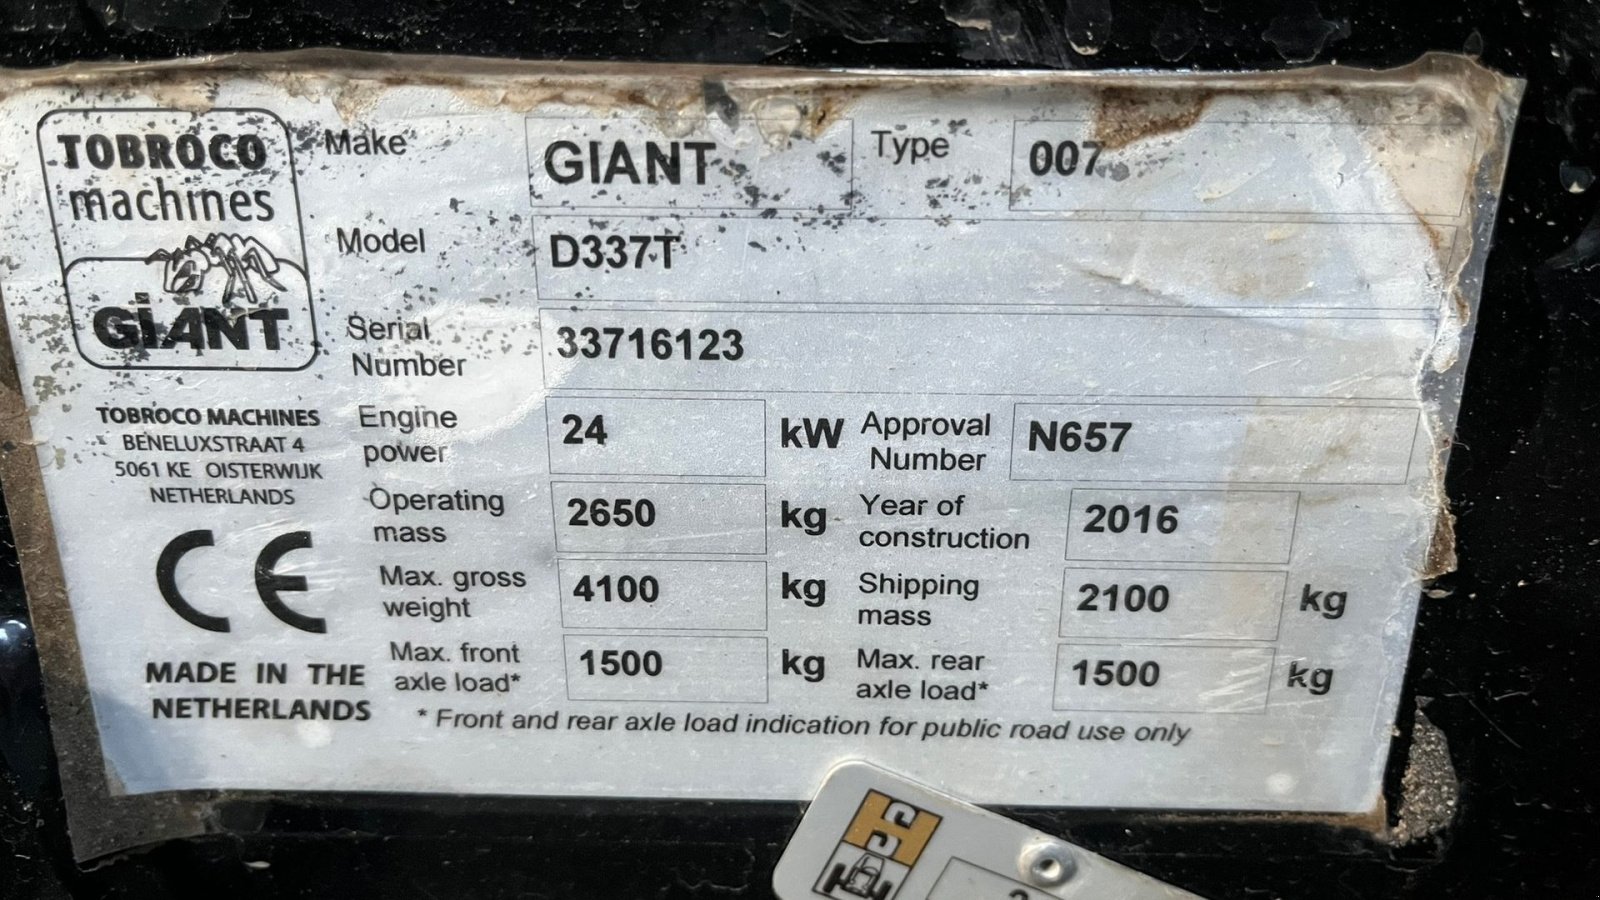 TOBROCO
machines
GIANT
TOBROCO MACHINES
BENELUXSTRAAT 4
5061 KE OISTERWIJK
NETHERLANDS
CE
MADE IN THE
NETHERLANDS
Make GIANT Type 007
Model D337T
Serial
Number 33716123
Engine
power 24 kW Approval
Number N657
Operating
mass 2650 kg Year of
construction 2016
Max. gross
weight 4100 kg Shipping
mass 2100 kg
Max. front
axle load* 1500 kg Max. rear
axle load* 1500 kg
* Front and rear axle load indication for public road use only